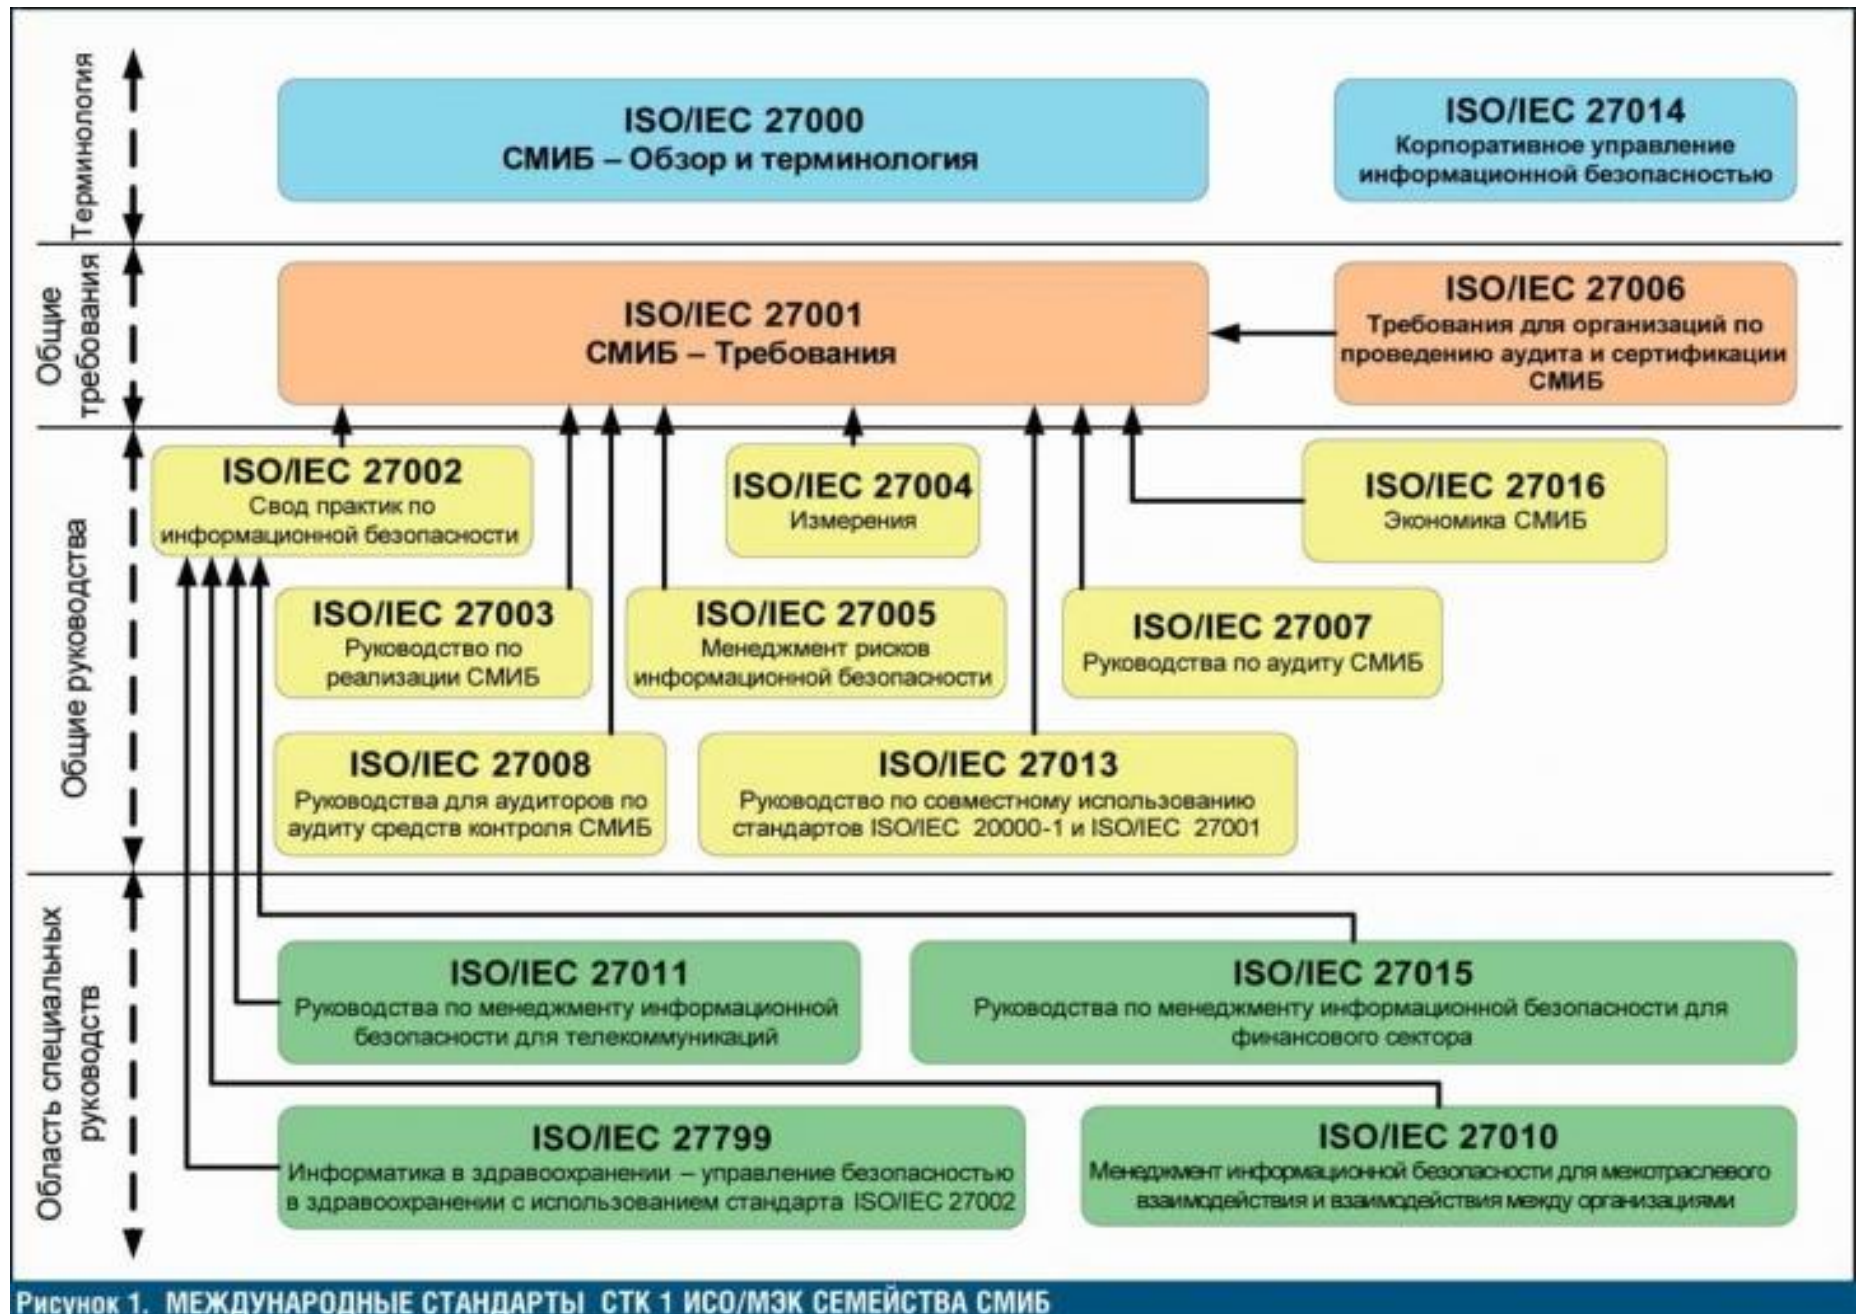 Терминология
ISO/IEC 27000
СМИБ – Обзор и терминология
ISO/IEC 27014
Корпоративное управление
информационной безопасностью
Общие
требования
ISO/IEC 27001
СМИБ – Требования
ISO/IEC 27006
Требования для организаций по
проведению аудита и сертификации
СМИБ
Общие руководства
ISO/IEC 27002
Свод практик по
информационной безопасности
ISO/IEC 27004
Измерения
ISO/IEC 27016
Экономика СМИБ
ISO/IEC 27003
Руководство по
реализации СМИБ
ISO/IEC 27005
Менеджмент рисков
информационной безопасности
ISO/IEC 27007
Руководства по аудиту СМИБ
ISO/IEC 27008
Руководства для аудиторов по
аудиту средств контроля СМИБ
ISO/IEC 27013
Руководство по совместному использованию
стандартов ISO/IEC 20000-1 и ISO/IEC 27001
Область специальных
руководств
ISO/IEC 27011
Руководства по менеджменту информационной
безопасности для телекоммуникаций
ISO/IEC 27015
Руководства по менеджменту информационной безопасности для
финансового сектора
ISO/IEC 27799
Информатика в здравоохранении – управление безопасностью
в здравоохранении с использованием стандарта ISO/IEC 27002
ISO/IEC 27010
Менеджмент информационной безопасности для межотраслевого
взаимодействия и взаимодействия между организациями
Рисунок 1. МЕЖДУНАРОДНЫЕ СТАНДАРТЫ СТК 1 ИСО/МЭК СЕМЕЙСТВА СМИБ